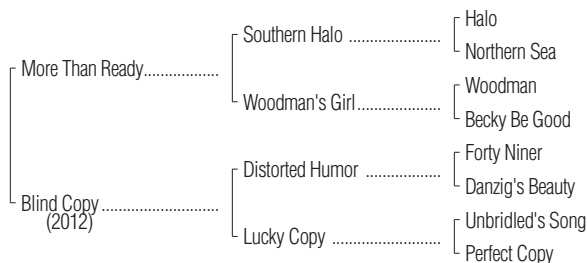 Halo
Southern Halo ....................
Northern Sea
More Than Ready................
Woodman
Woodman's Girl..................
Becky Be Good
Forty Niner
Distorted Humor ................
Danzig's Beauty
Blind Copy .........................
(2012)
Unbridled's Song
Lucky Copy .......................
Perfect Copy